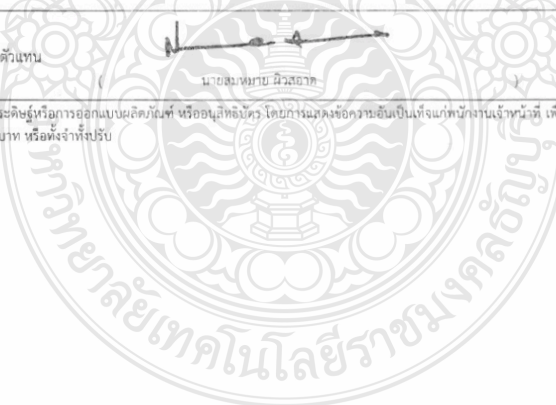 ตัวแทน
( นายสมหมาย ผิวสอาด )
ระดิษฐ์หรือการออกแบบผลิตภัณฑ์ หรืออนุสิทธิบัตร โดยการแสดงข้อความอันเป็นเท็จแก่พนักงานเจ้าหน้าที่ เพื
บาท หรือทั้งจำทั้งปรับ
มหาวิทยาลัยเทคโนโลยีราชมงคลธัญบุรี